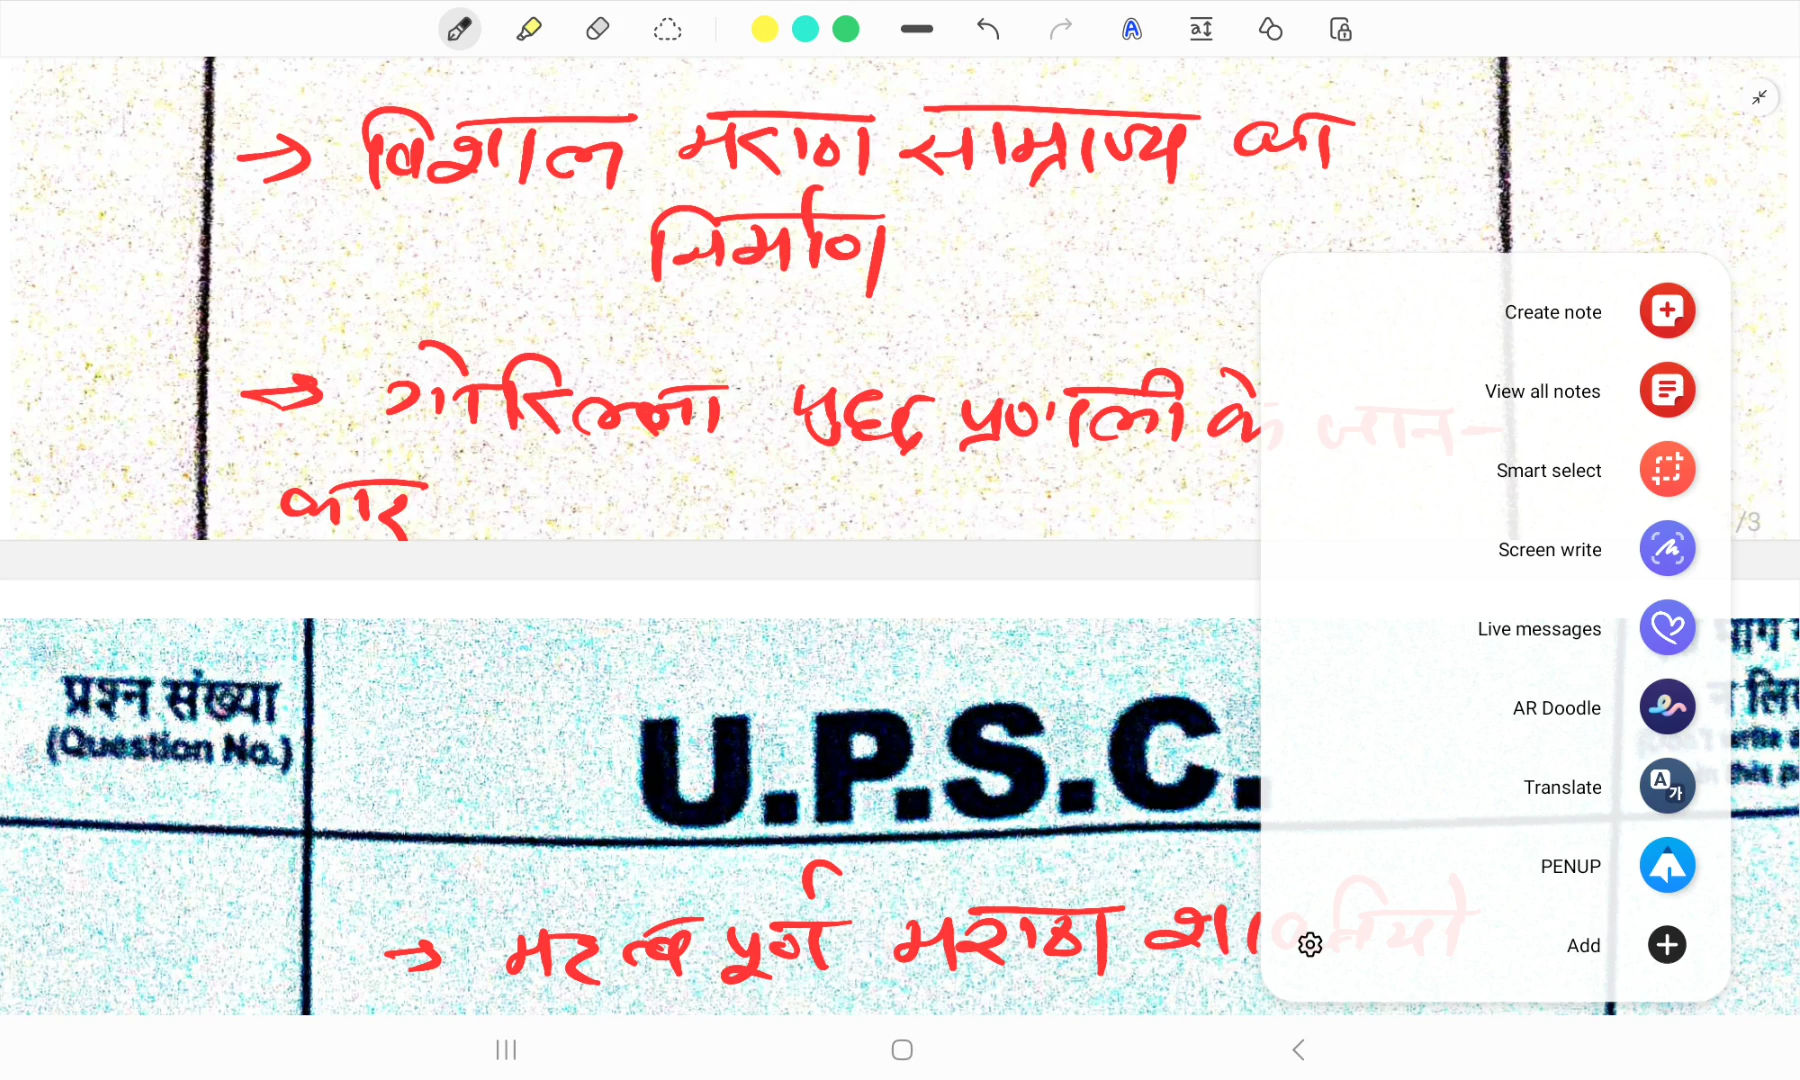 → विशाल मराठा साम्राज्य का
निर्माण
→ गोरिल्ला युद्ध प्रणाली के जान-
कार
/3
प्रश्न संख्या
(Question No.)
U.P.S.C.
→ महत्वपूर्ण मराठा शक्तियों
Create note
View all notes
Smart select
Screen write
Live messages
AR Doodle
Translate
PENUP
Add